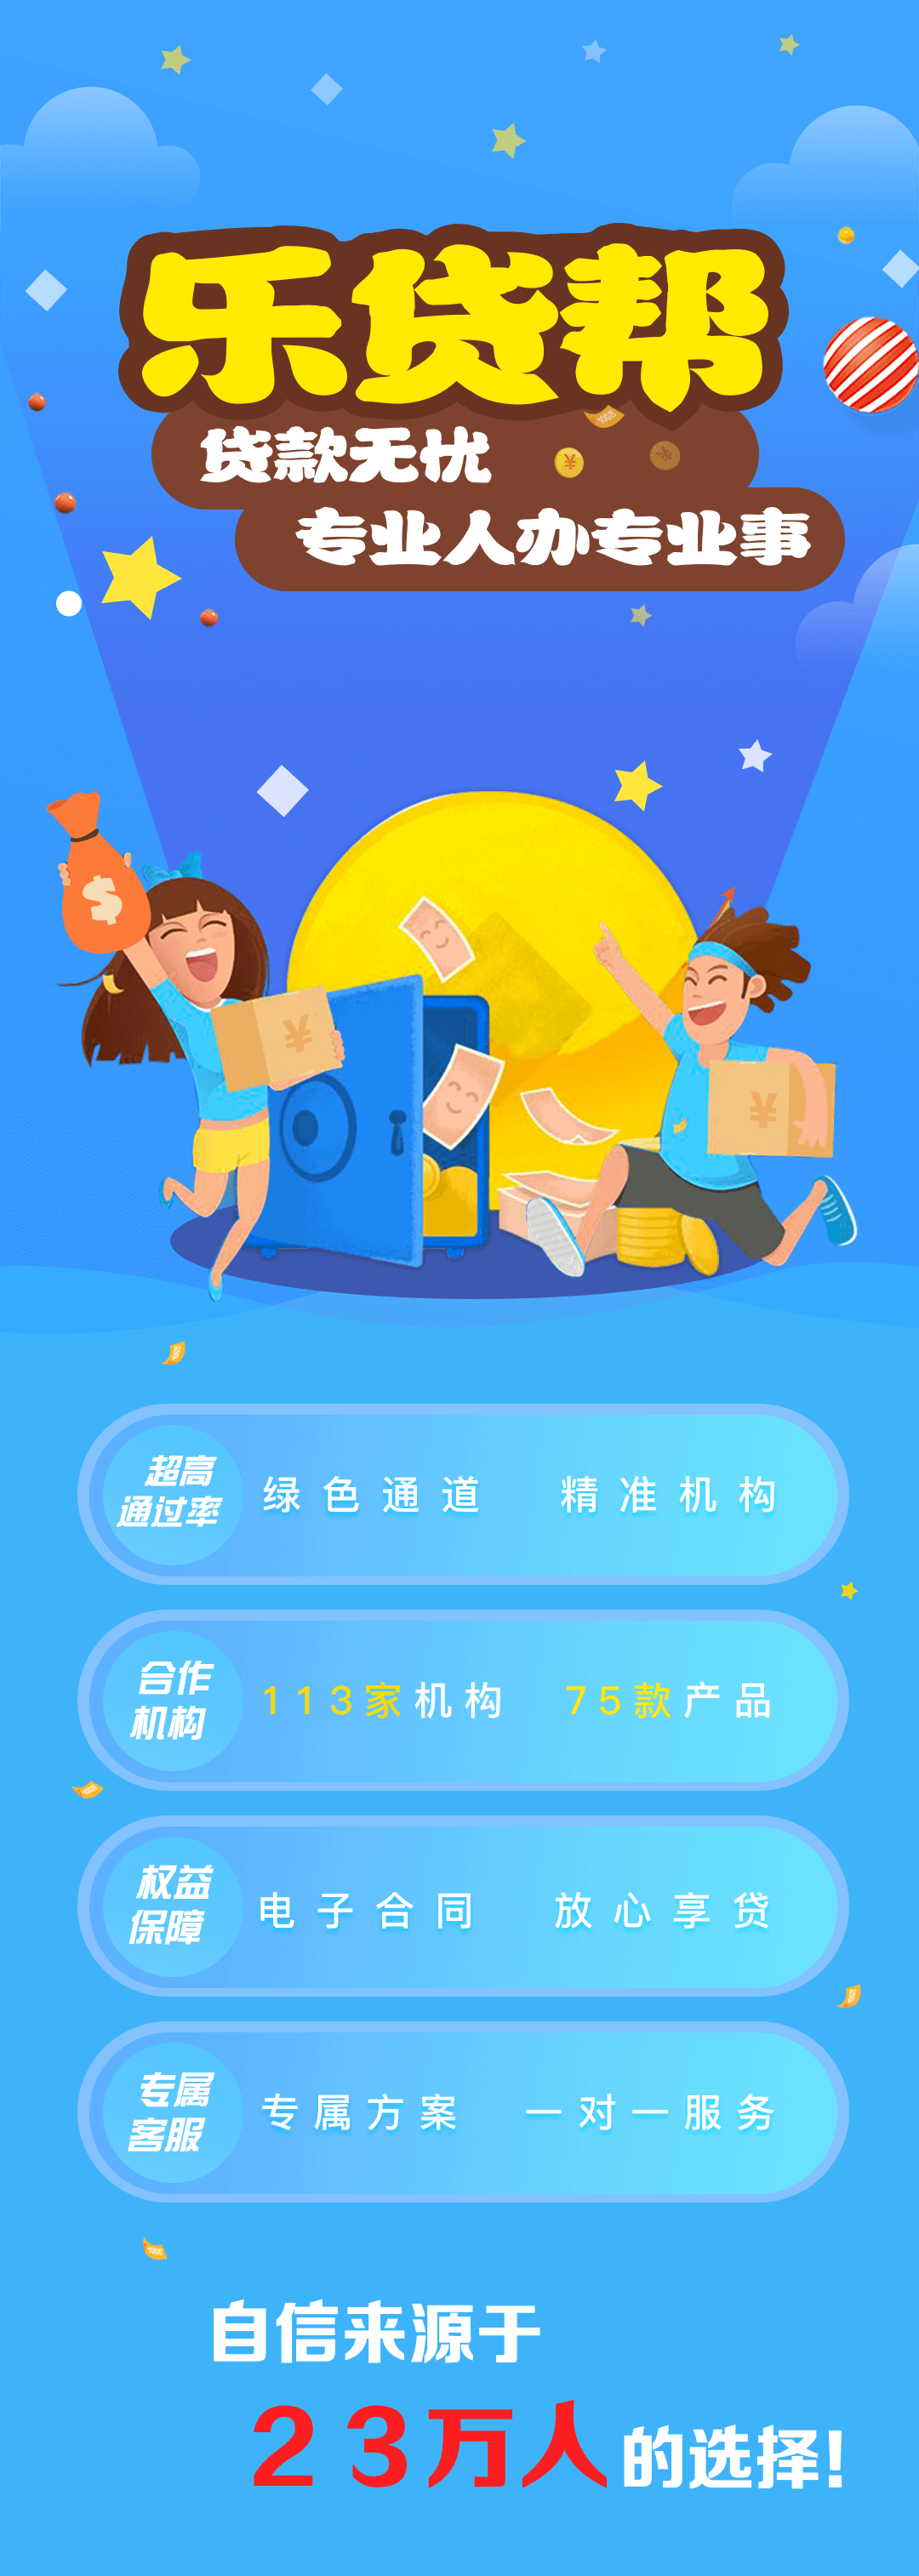 乐贷帮
贷款无忧
专业人办专业事
$
¥
¥
超高
通过率
绿色通道 精准机构
合作
机构
113家机构 75款产品
权益
保障
电子合同 放心享贷
专属
客服
专属方案 一对一服务
自信来源于
23万人的选择!